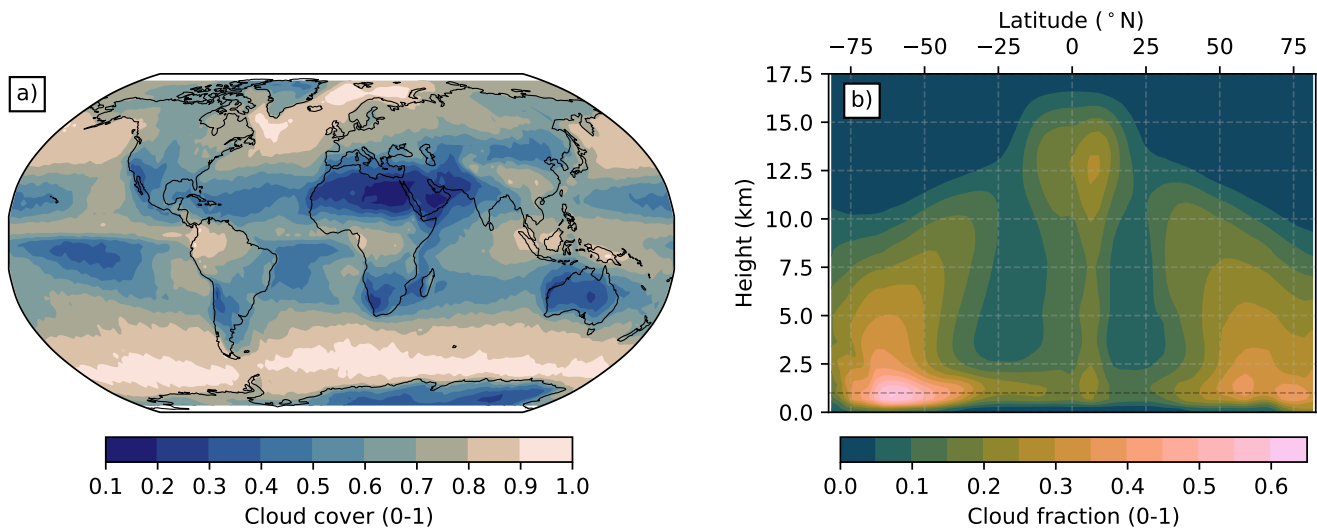 a)
0.1 0.2 0.3 0.4 0.5 0.6 0.7 0.8 0.9 1.0
Cloud cover (0-1)
Latitude (°N)
−75 −50 −25 0 25 50 75
b)
17.5
15.0
12.5
10.0
7.5
5.0
2.5
0.0
Height (km)
0.0 0.1 0.2 0.3 0.4 0.5 0.6
Cloud fraction (0-1)